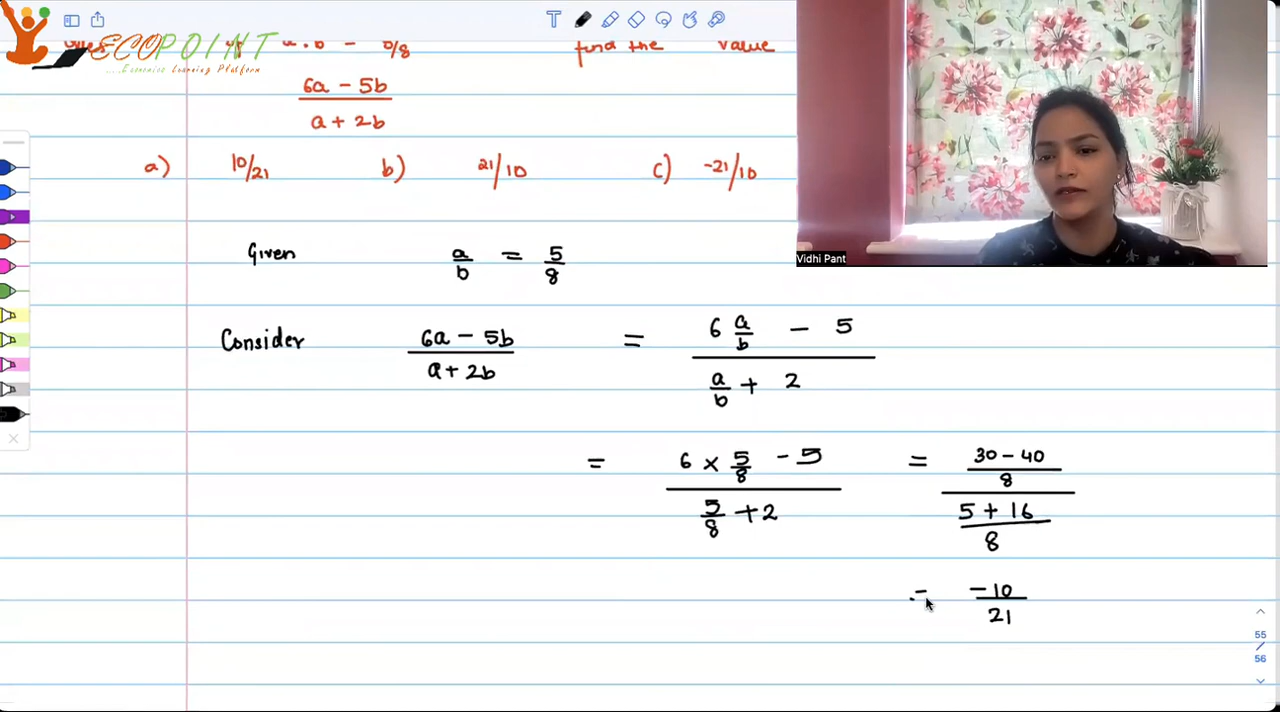 ECOPOINT
....Economics Learning Platform
find the value
6a - 5b
a + 2b
a) 10/21 b) 21/10 c) -21/10
Vidhi Pant
Given a/b = 5/8
Consider (6a - 5b)/(a + 2b) = (6 a/b - 5)/(a/b + 2)
= (6 × 5/8 - 5)/(5/8 + 2) = ((30 - 40)/8)/((5 + 16)/8)
= -10/21
55
/
56